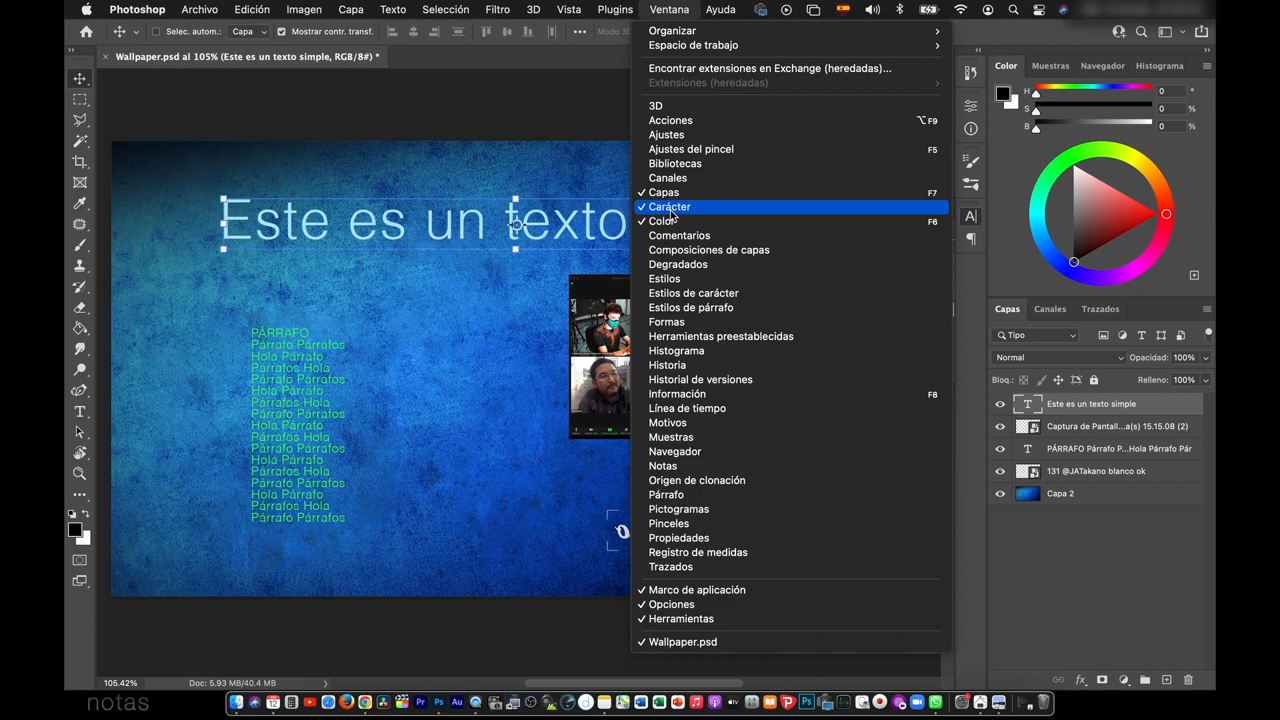 Photoshop Archivo Edición Imagen Capa Texto Selección Filtro 3D Vista Plugins Ventana Ayuda
Selec. autom.: Capa Mostrar contr. transf. ••• Modo 3D
× Wallpaper.psd al 105% (Este es un texto simple, RGB/8#) *
Organizar
Espacio de trabajo
Encontrar extensiones en Exchange (heredadas)...
Extensiones (heredadas)
3D
Acciones ⌥F9
Ajustes
Ajustes del pincel F5
Bibliotecas
Canales
✓ Capas F7
✓ Carácter
✓ Color F6
Comentarios
Composiciones de capas
Degradados
Estilos
Estilos de carácter
Estilos de párrafo
Formas
Herramientas preestablecidas
Histograma
Historia
Historial de versiones
Información F8
Línea de tiempo
Motivos
Muestras
Navegador
Notas
Origen de clonación
Párrafo
Pictogramas
Pinceles
Propiedades
Registro de medidas
Trazados
✓ Marco de aplicación
✓ Opciones
✓ Herramientas
✓ Wallpaper.psd
Este es un texto
PÁRRAFO
Párrafo Párrafos
Hola Párrafo
Párrafos Hola
Párrafo Párrafos
Hola Párrafo
Párrafos Hola
Párrafo Párrafos
Hola Párrafo
Párrafos Hola
Párrafo Párrafos
Hola Párrafo
Párrafos Hola
Párrafo Párrafos
Hola Párrafo
Párrafos Hola
Párrafo Párrafos
Color Muestras Navegador Histograma
H 0 °
S 0 %
B 0 %
Capas Canales Trazados
Tipo
Normal Opacidad: 100%
Bloq.: Relleno: 100%
Este es un texto simple
Captura de Pantall...a(s) 15.15.08 (2)
PÁRRAFO Párrafo P...Hola Párrafo Pár
131 @JATakano blanco ok
Capa 2
105.42% Doc: 5.93 MB/40.4 MB
notas